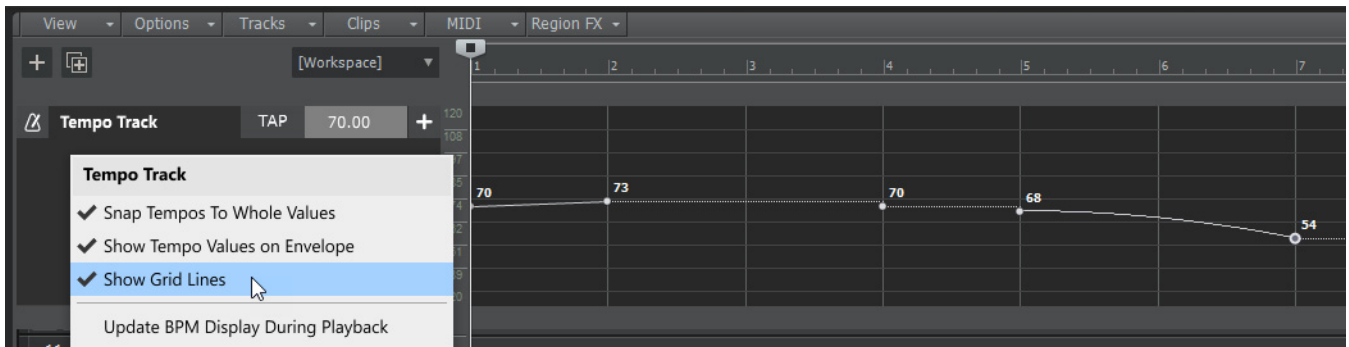 View Options Tracks Clips MIDI Region FX
[Workspace]
1 2 3 4 5 6 7
Tempo Track TAP 70.00
120
108
70 73 70 68 54
Tempo Track
Snap Tempos To Whole Values
Show Tempo Values on Envelope
Show Grid Lines
Update BPM Display During Playback